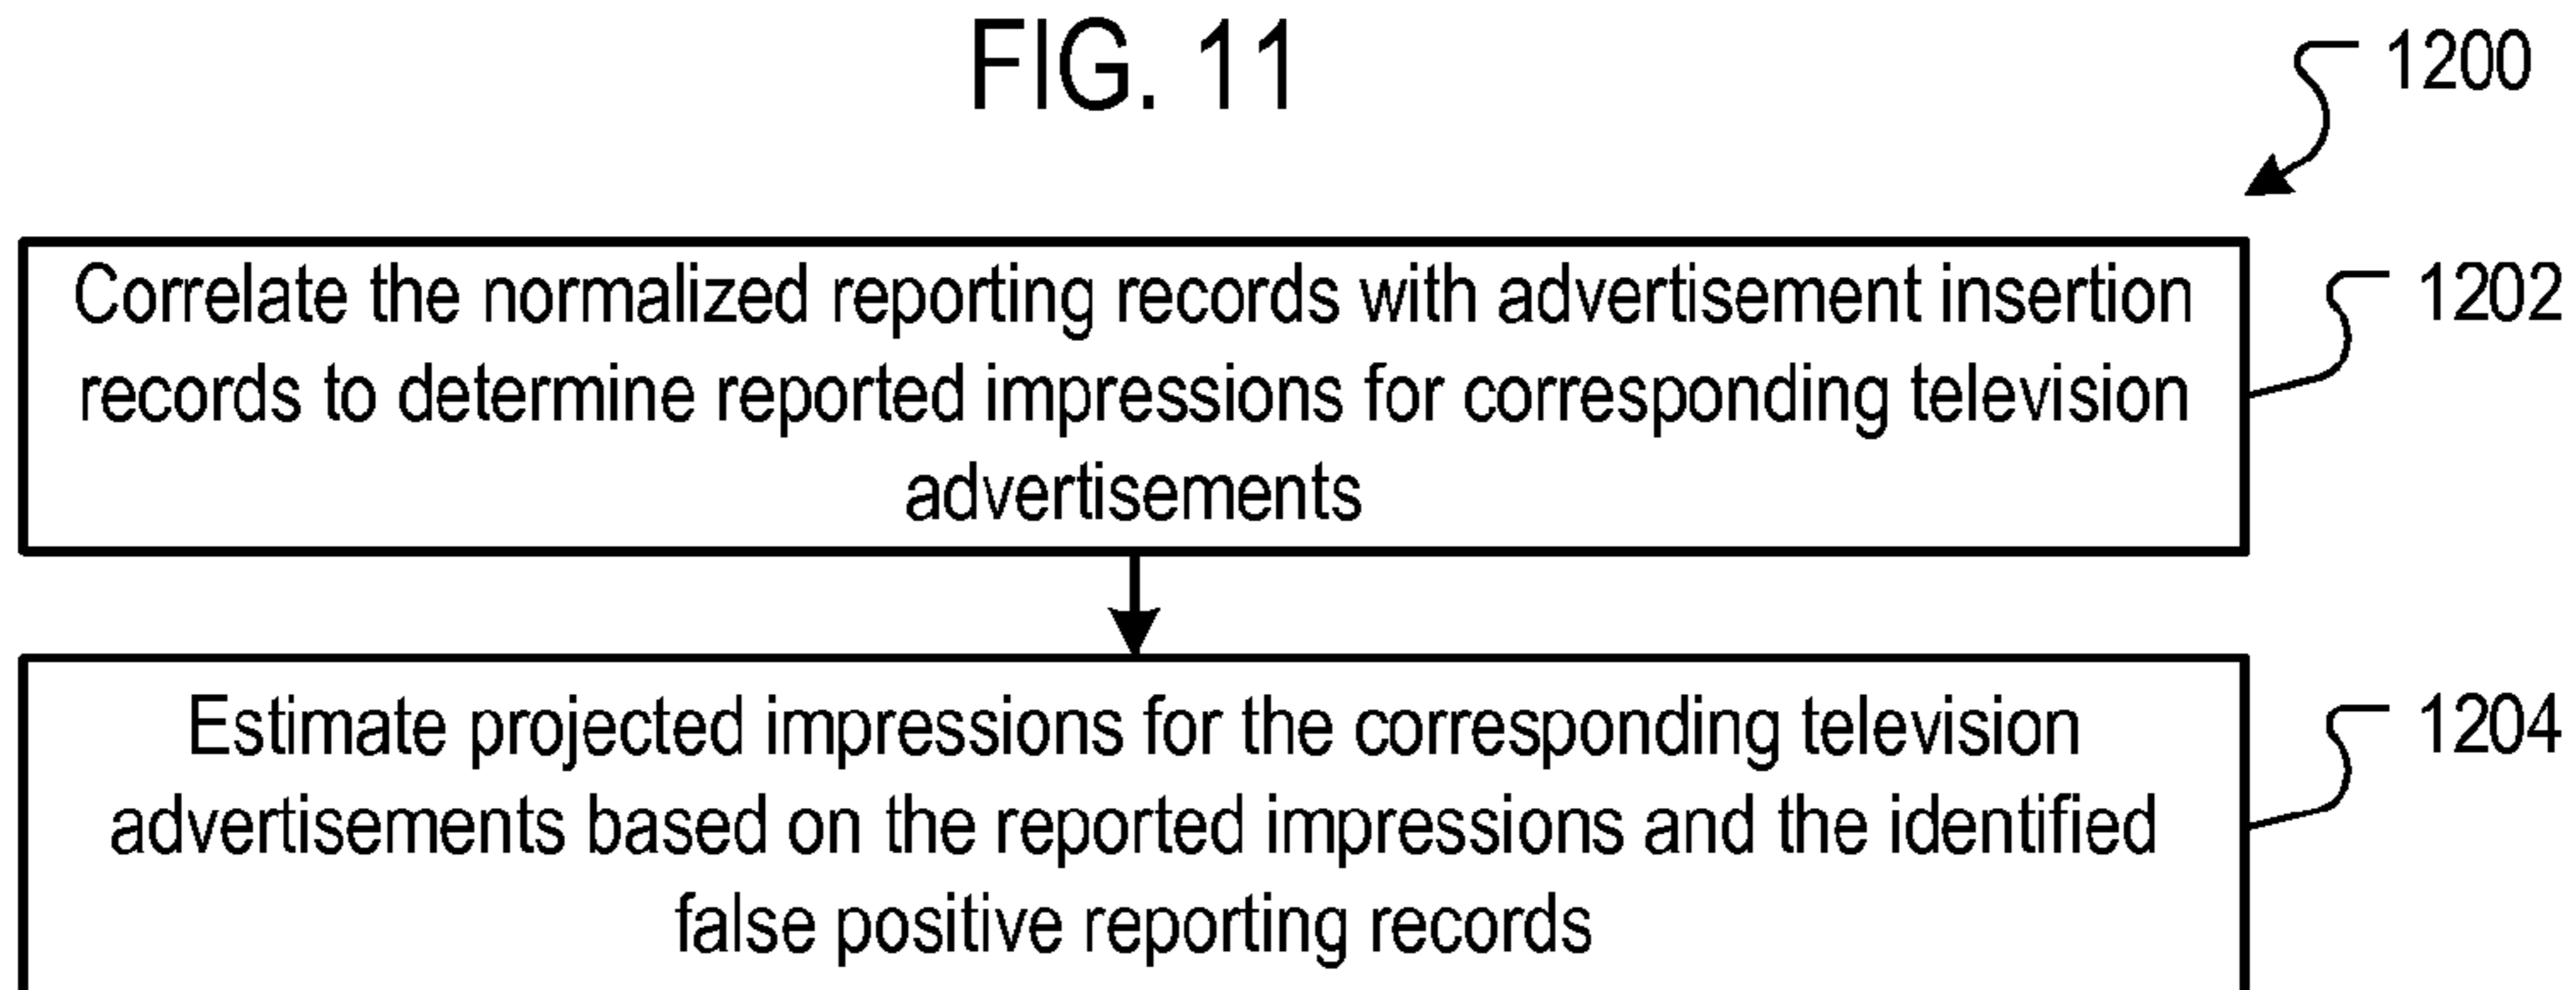 FIG. 11
1200
Correlate the normalized reporting records with advertisement insertion
records to determine reported impressions for corresponding television
advertisements
1202
Estimate projected impressions for the corresponding television
advertisements based on the reported impressions and the identified
false positive reporting records
1204